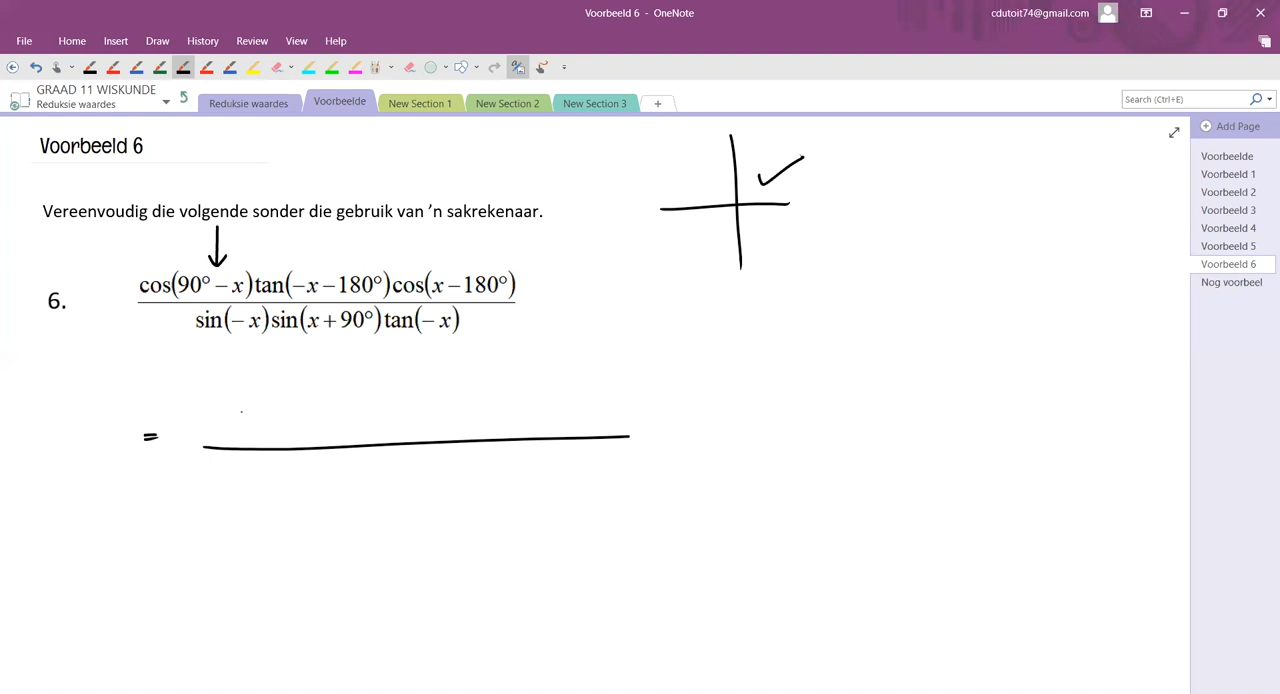 Voorbeeld 6 - OneNote
cdutoit74@gmail.com
File Home Insert Draw History Review View Help
GRAAD 11 WISKUNDE
Reduksie waardes
Reduksie waardes Voorbeelde New Section 1 New Section 2 New Section 3 +
Search (Ctrl+E)
Add Page
Voorbeeld 6
Vereenvoudig die volgende sonder die gebruik van 'n sakrekenaar.
6.
cos(90° − x)tan(−x − 180°)cos(x − 180°)
sin(− x)sin(x + 90°)tan(− x)
=
Voorbeelde
Voorbeeld 1
Voorbeeld 2
Voorbeeld 3
Voorbeeld 4
Voorbeeld 5
Voorbeeld 6
Nog voorbeel